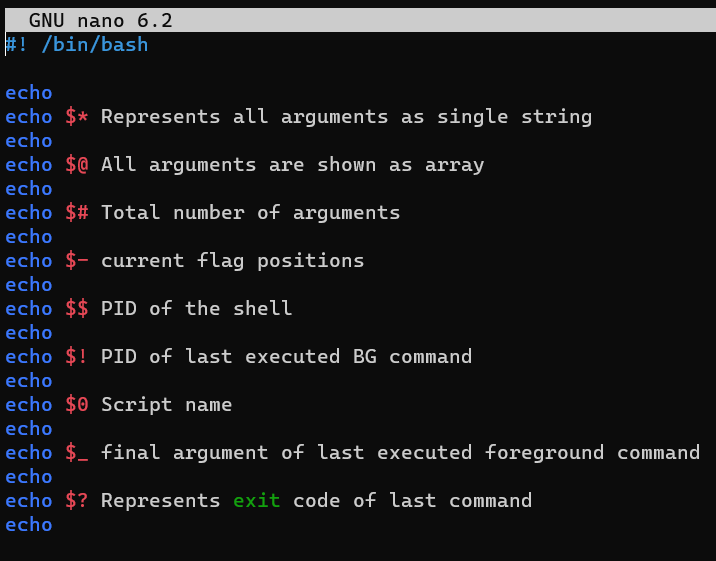 GNU nano 6.2
#! /bin/bash
echo
echo $* Represents all arguments as single string
echo
echo $@ All arguments are shown as array
echo
echo $# Total number of arguments
echo
echo $- current flag positions
echo
echo $$ PID of the shell
echo
echo $! PID of last executed BG command
echo
echo $0 Script name
echo
echo $_ final argument of last executed foreground command
echo
echo $? Represents exit code of last command
echo